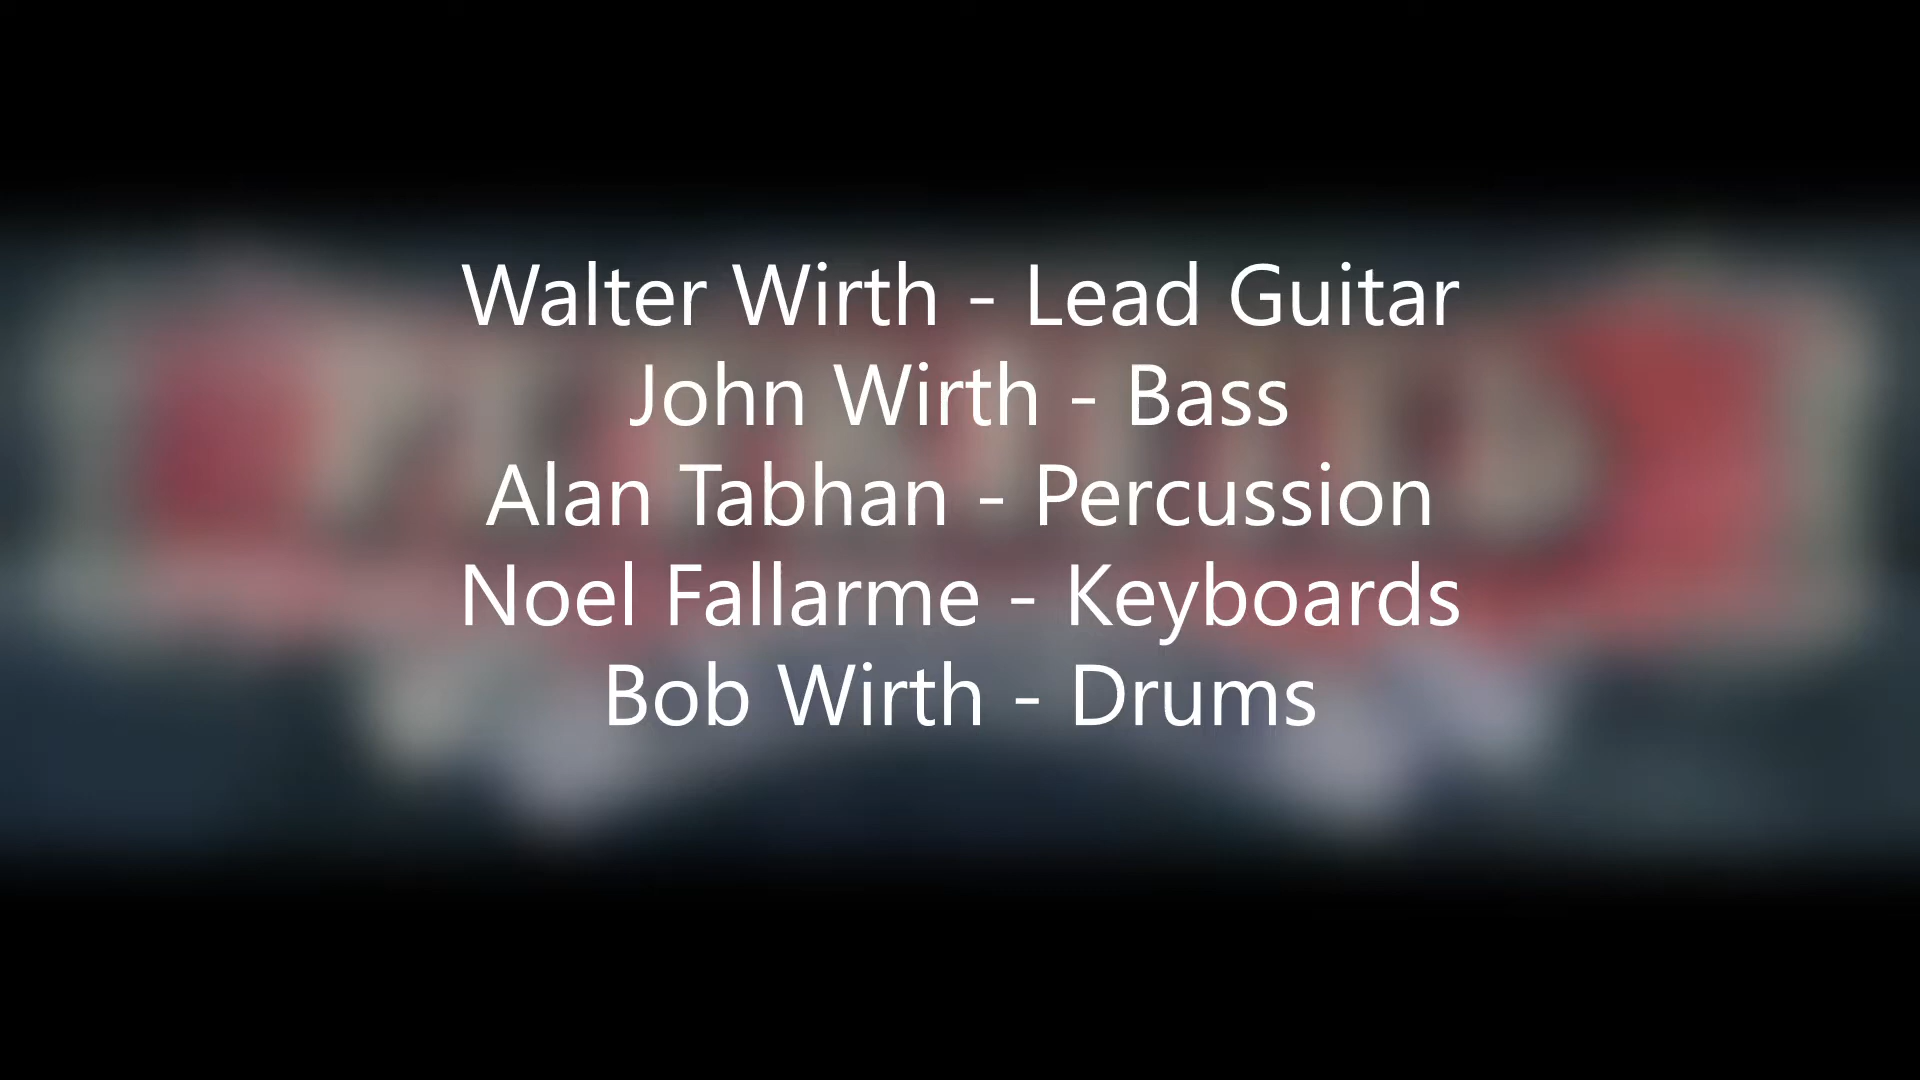 Walter Wirth - Lead Guitar
John Wirth - Bass
Alan Tabhan - Percussion
Noel Fallarme - Keyboards
Bob Wirth - Drums